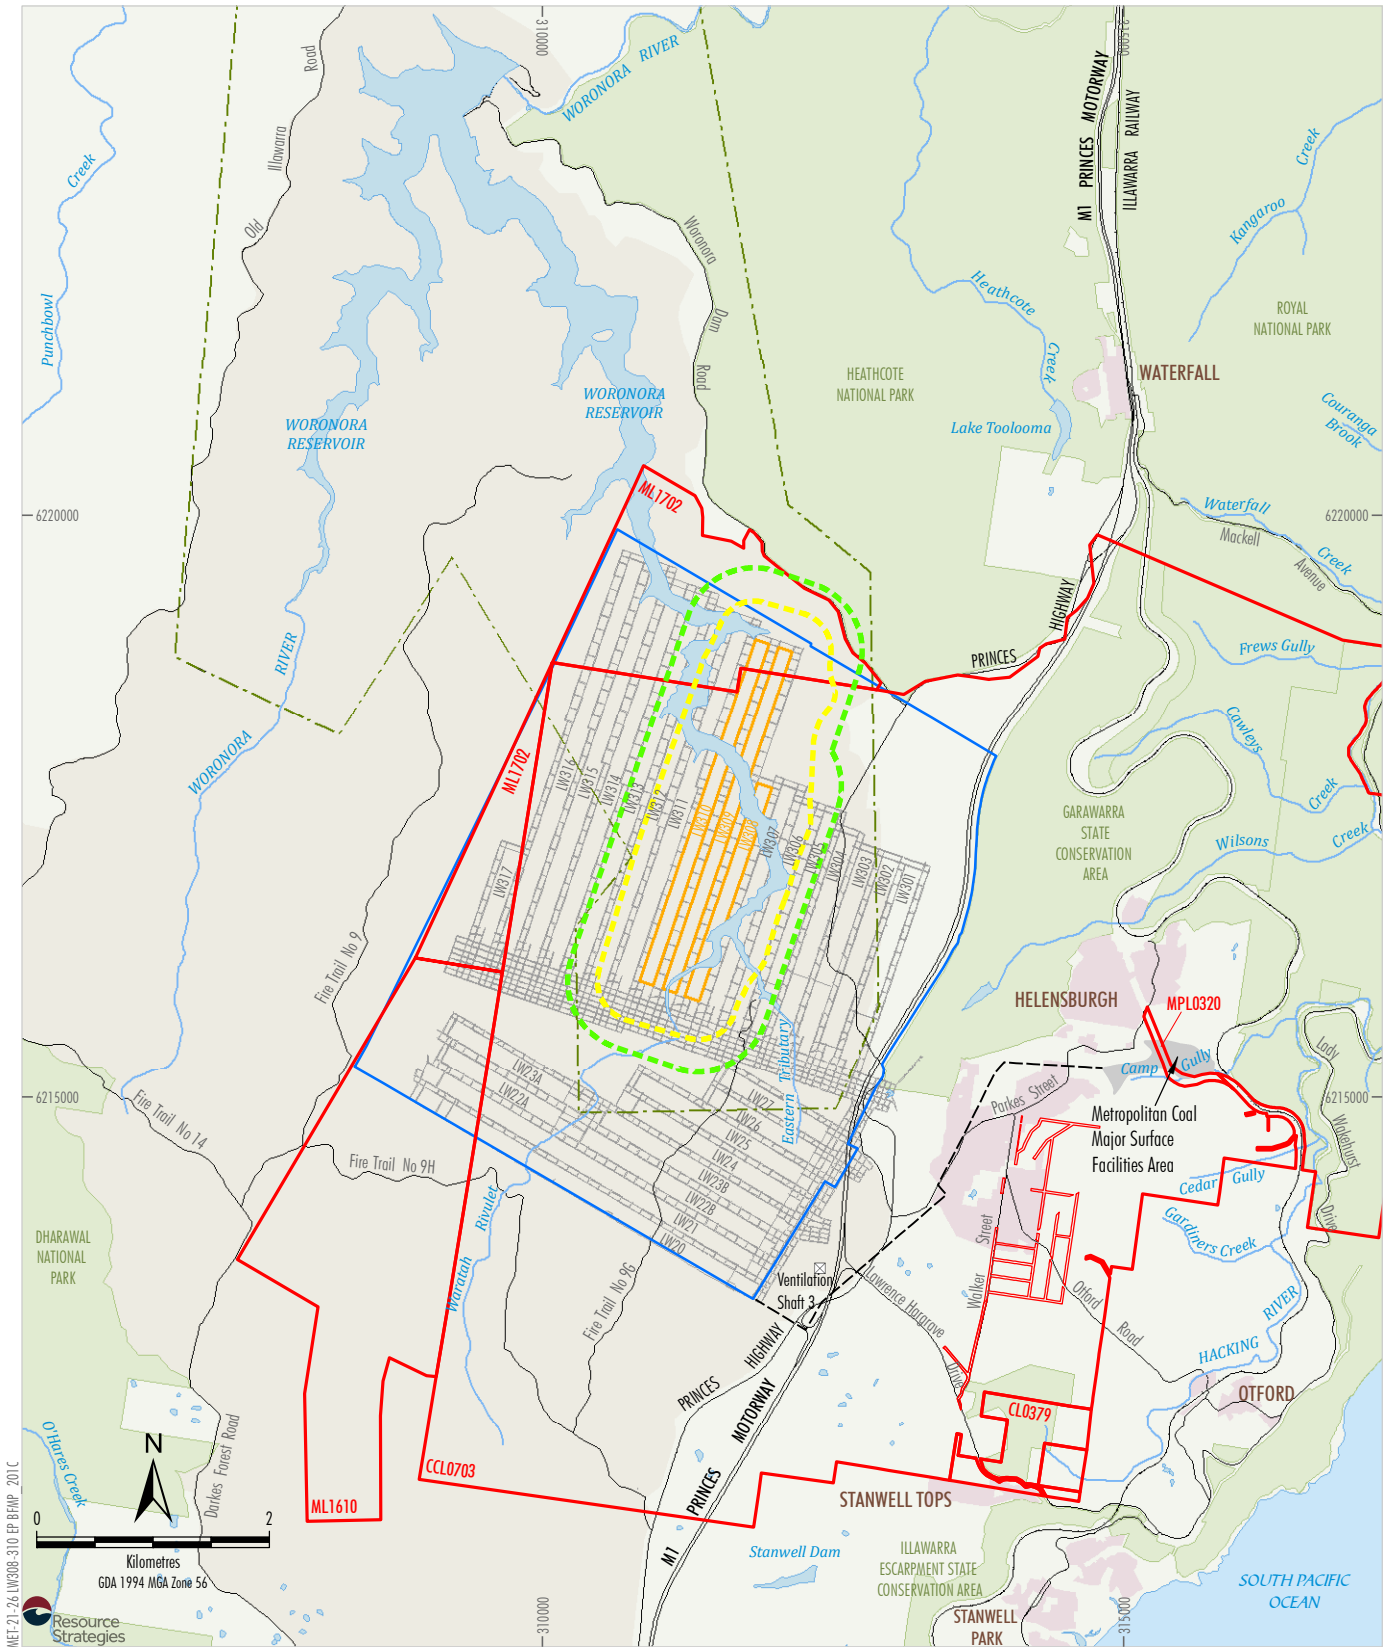 310000
315000
WORONORA RIVER
Road
Illawarra
Old
Creek
Punchbowl
M1 PRINCES MOTORWAY
ILLAWARRA RAILWAY
Creek
Kangaroo
Woronora
Dam
Road
Heathcote
Creek
ROYAL
NATIONAL PARK
HEATHCOTE
NATIONAL PARK
WATERFALL
WORONORA
RESERVOIR
WORONORA
RESERVOIR
Lake Toolooma
Couranga
Brook
ML1702
6220000
6220000
Waterfall
Creek
Mackell
Avenue
HIGHWAY
PRINCES
Frews Gully
RIVER
WORONORA
Cawleys
Creek
ML1702
LW316
LW315
LW314
LW313
LW312
LW311
LW310
LW309
LW308
LW307
LW306
LW305
LW304
LW303
LW302
LW301
LW317
GARAWARRA
STATE
CONSERVATION
AREA
Wilsons
Creek
Fire Trail No 9
HELENSBURGH
MPL0320
Camp Gully
Lady
Wakehurst
Drive
Eastern Tributary
LW23A
LW22A
LW27
LW26
LW25
LW24
LW23B
LW22B
LW21
LW20
6215000
6215000
Parkes Street
Metropolitan Coal
Major Surface
Facilities Area
Fire Trail No 14
Fire Trail No 9H
Cedar Gully
Gardiners Creek
Waratah Rivulet
DHARAWAL
NATIONAL
PARK
Street
Walker
Fire Trail No 9G
Ventilation
Shaft 3
Lawrence Hargrave
Drive
Otford
Road
RIVER
HACKING
PRINCES HIGHWAY
OTFORD
CL0379
M1 PRINCES MOTORWAY
O'Hares Creek
Darkes Forest Road
CCL0703
ML1610
STANWELL TOPS
N
0 2
Kilometres
GDA 1994 MGA Zone 56
Stanwell Dam
ILLAWARRA
ESCARPMENT STATE
CONSERVATION AREA
SOUTH PACIFIC
OCEAN
STANWELL
PARK
310000
315000
MET-21-26 LW308-310 EP BFMP_201C
Resource
Strategies